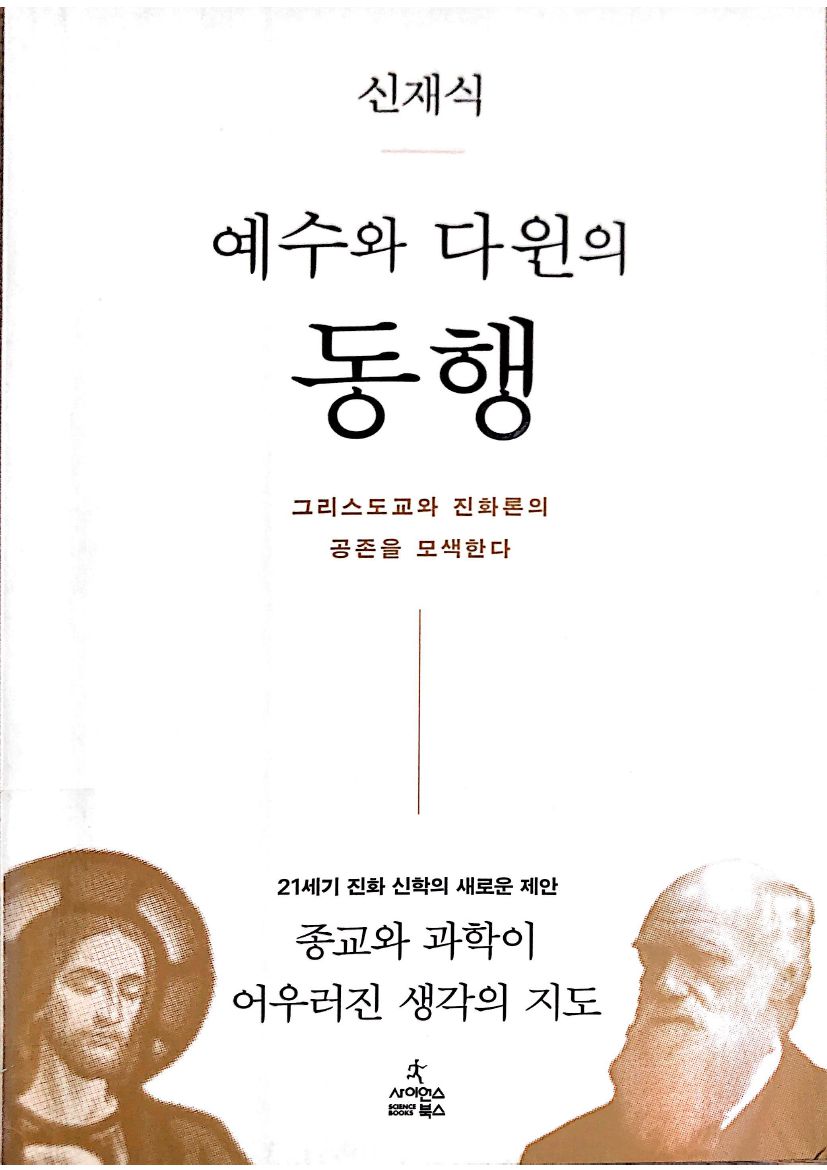 신재식
예수와 다윈의
동행
그리스도교와 진화론의
공존을 모색한다
21세기 진화 신학의 새로운 제안
종교와 과학이
어우러진 생각의 지도
사이언스
SCIENCE BOOKS 북스